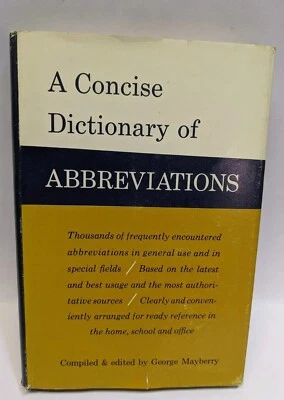 A Concise
Dictionary of
ABBREVIATIONS
Thousands of frequently encountered
abbreviations in general use and in
special fields / Based on the latest
and best usage and the most authori-
tative sources / Clearly and conven-
iently arranged for ready reference in
the home, school and office
Compiled & edited by George Mayberry